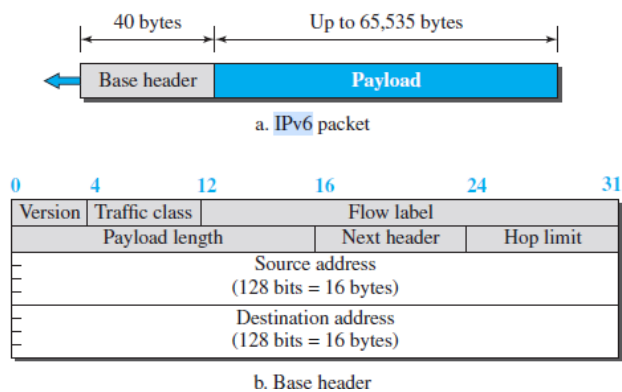 40 bytes Up to 65,535 bytes
Base header Payload
a. IPv6 packet
0 4 12 16 24 31
Version Traffic class Flow label
Payload length Next header Hop limit
Source address
(128 bits = 16 bytes)
Destination address
(128 bits = 16 bytes)
b. Base header